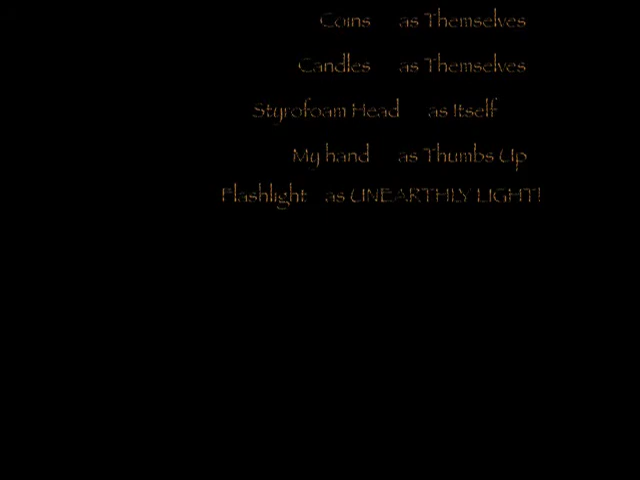 Coins as Themselves
Candles as Themselves
Styrofoam Head as Itself
My hand as Thumbs Up
Flashlight as UNEARTHLY LIGHT!